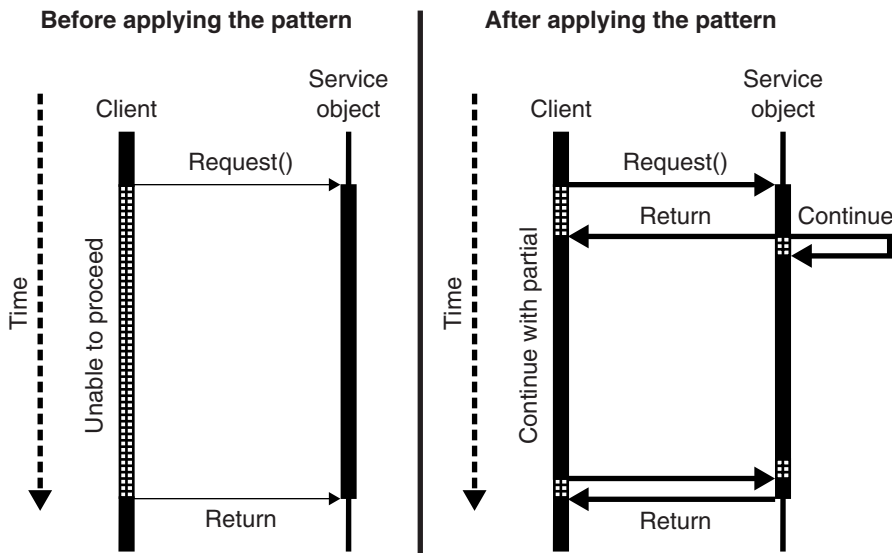 Before applying the pattern
Time
Client
Service
object
Request()
Unable to proceed
Return
After applying the pattern
Time
Client
Service
object
Request()
Return
Continue
Continue with partial
Return